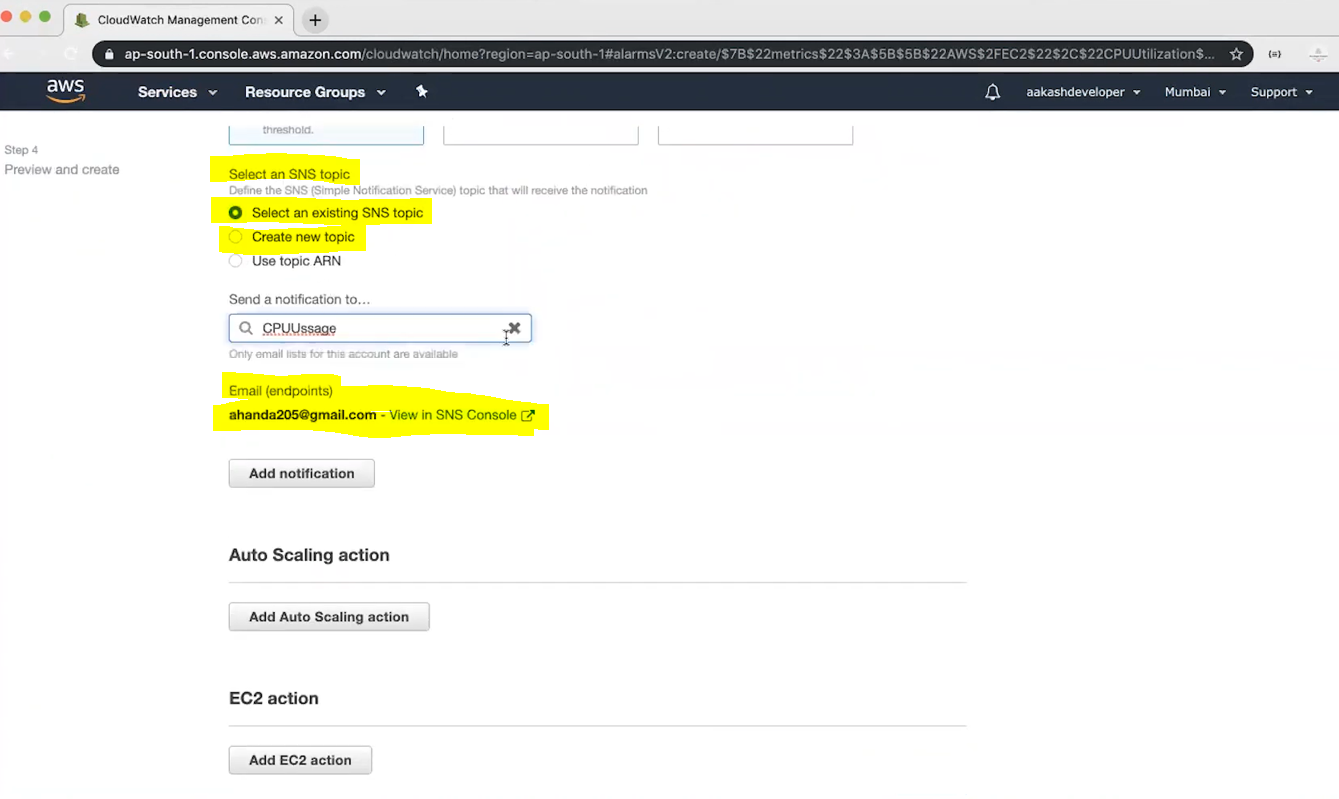 CloudWatch Management Con
ap-south-1.console.aws.amazon.com/cloudwatch/home?region=ap-south-1#alarmsV2:create/$7B$22metrics$22$3A$5B$5B$22AWS$2FEC2$22$2C$22CPUUtilization$...
aws Services Resource Groups aakashdeveloper Mumbai Support
threshold.
Step 4
Preview and create
Select an SNS topic
Define the SNS (Simple Notification Service) topic that will receive the notification
Select an existing SNS topic
Create new topic
Use topic ARN
Send a notification to...
CPUUssage
Only email lists for this account are available
Email (endpoints)
ahanda205@gmail.com - View in SNS Console
Add notification
Auto Scaling action
Add Auto Scaling action
EC2 action
Add EC2 action